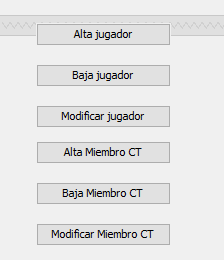 Alta jugador
Baja jugador
Modificar jugador
Alta Miembro CT
Baja Miembro CT
Modificar Miembro CT